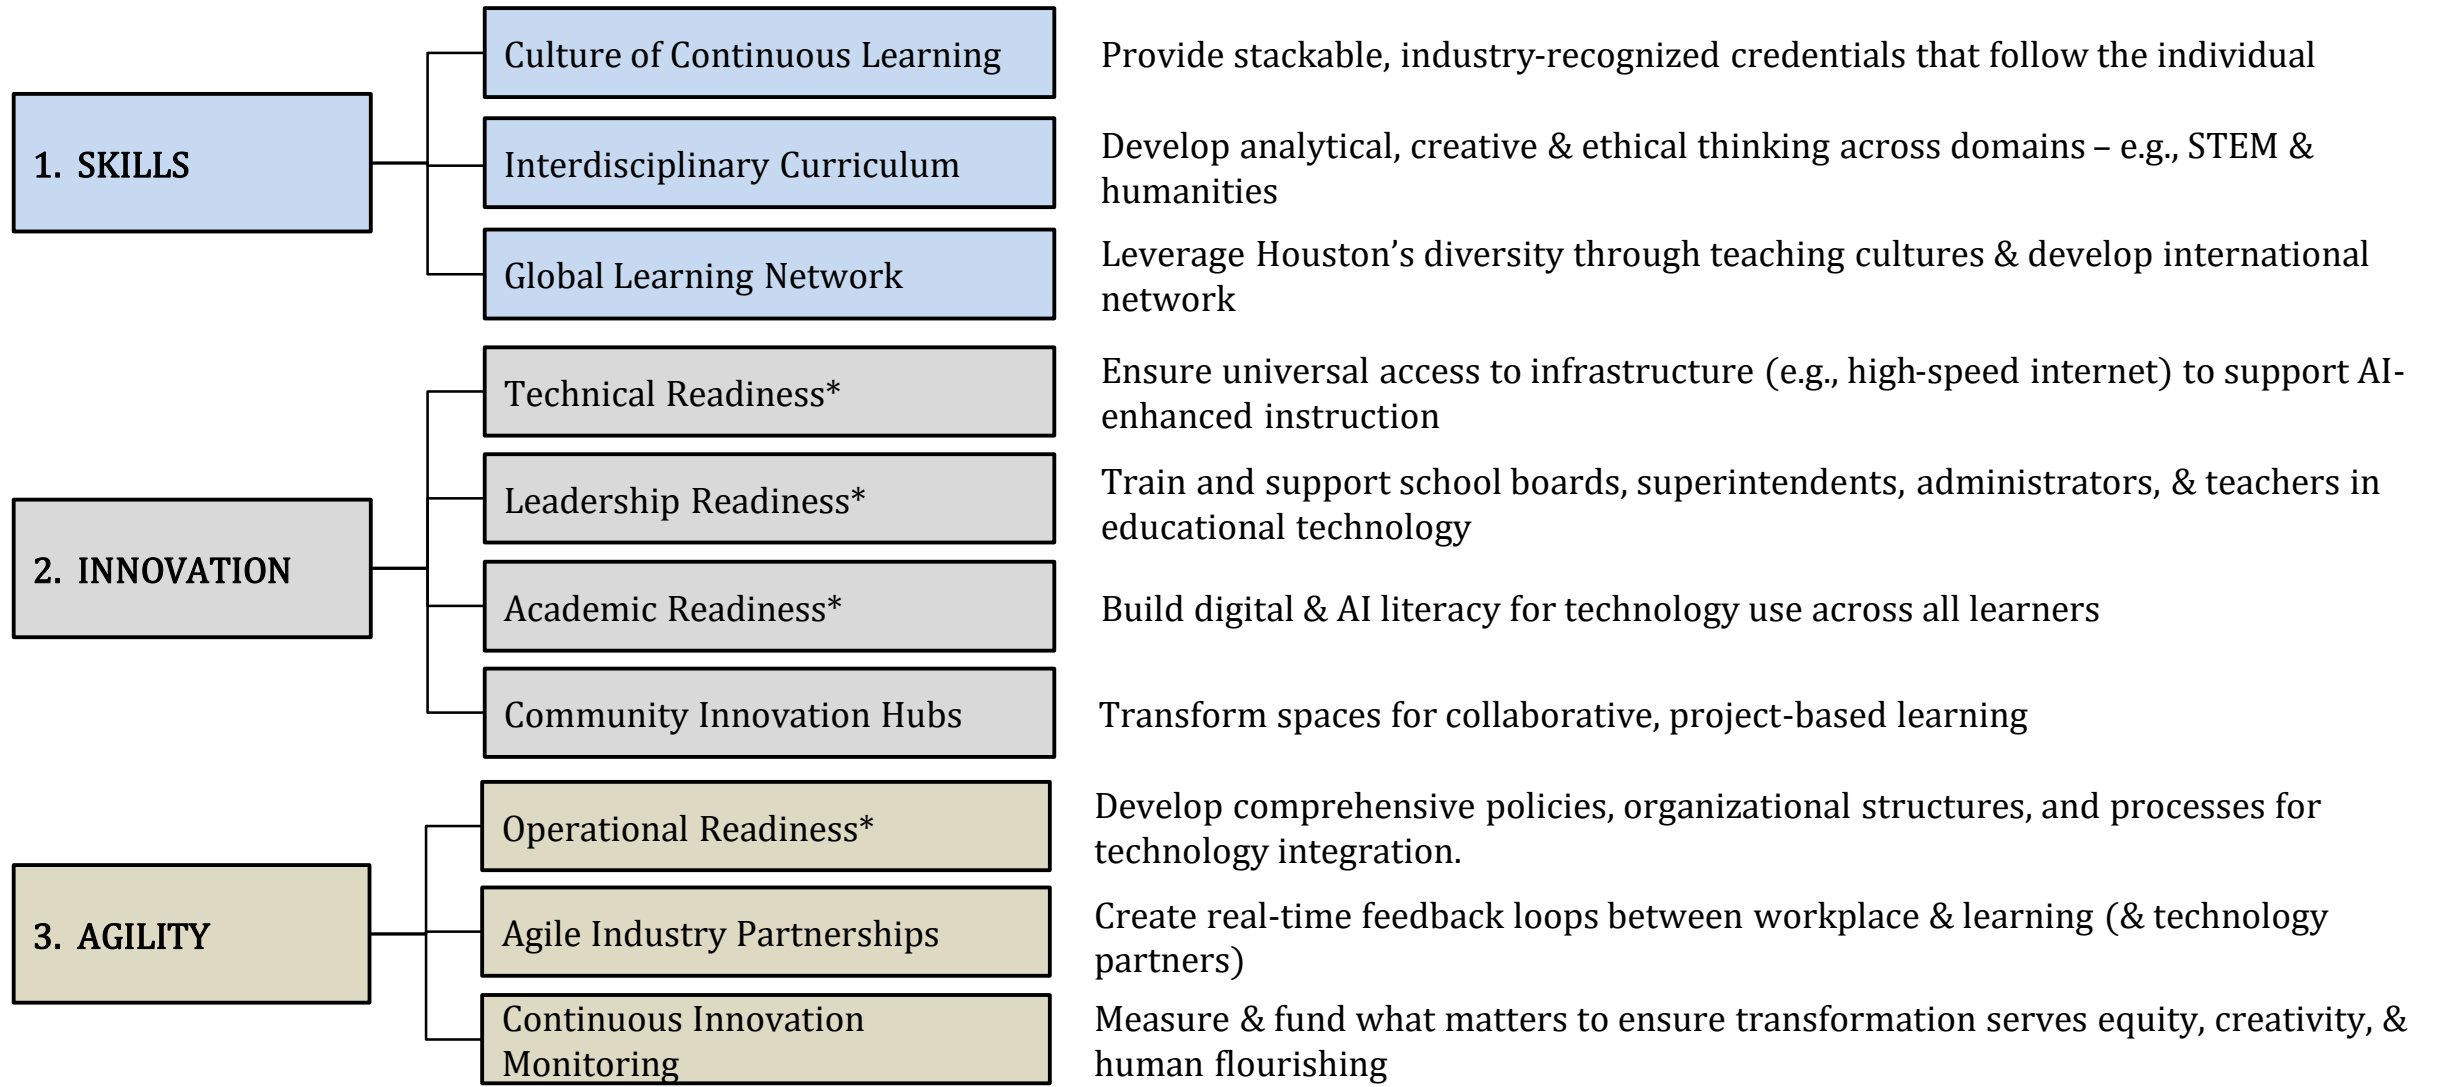 1. SKILLS
Culture of Continuous Learning
Provide stackable, industry-recognized credentials that follow the individual
Interdisciplinary Curriculum
Develop analytical, creative & ethical thinking across domains – e.g., STEM &
humanities
Global Learning Network
Leverage Houston’s diversity through teaching cultures & develop international
network
2. INNOVATION
Technical Readiness*
Ensure universal access to infrastructure (e.g., high-speed internet) to support AI-
enhanced instruction
Leadership Readiness*
Train and support school boards, superintendents, administrators, & teachers in
educational technology
Academic Readiness*
Build digital & AI literacy for technology use across all learners
Community Innovation Hubs
Transform spaces for collaborative, project-based learning
3. AGILITY
Operational Readiness*
Develop comprehensive policies, organizational structures, and processes for
technology integration.
Agile Industry Partnerships
Create real-time feedback loops between workplace & learning (& technology
partners)
Continuous Innovation
Monitoring
Measure & fund what matters to ensure transformation serves equity, creativity, &
human flourishing